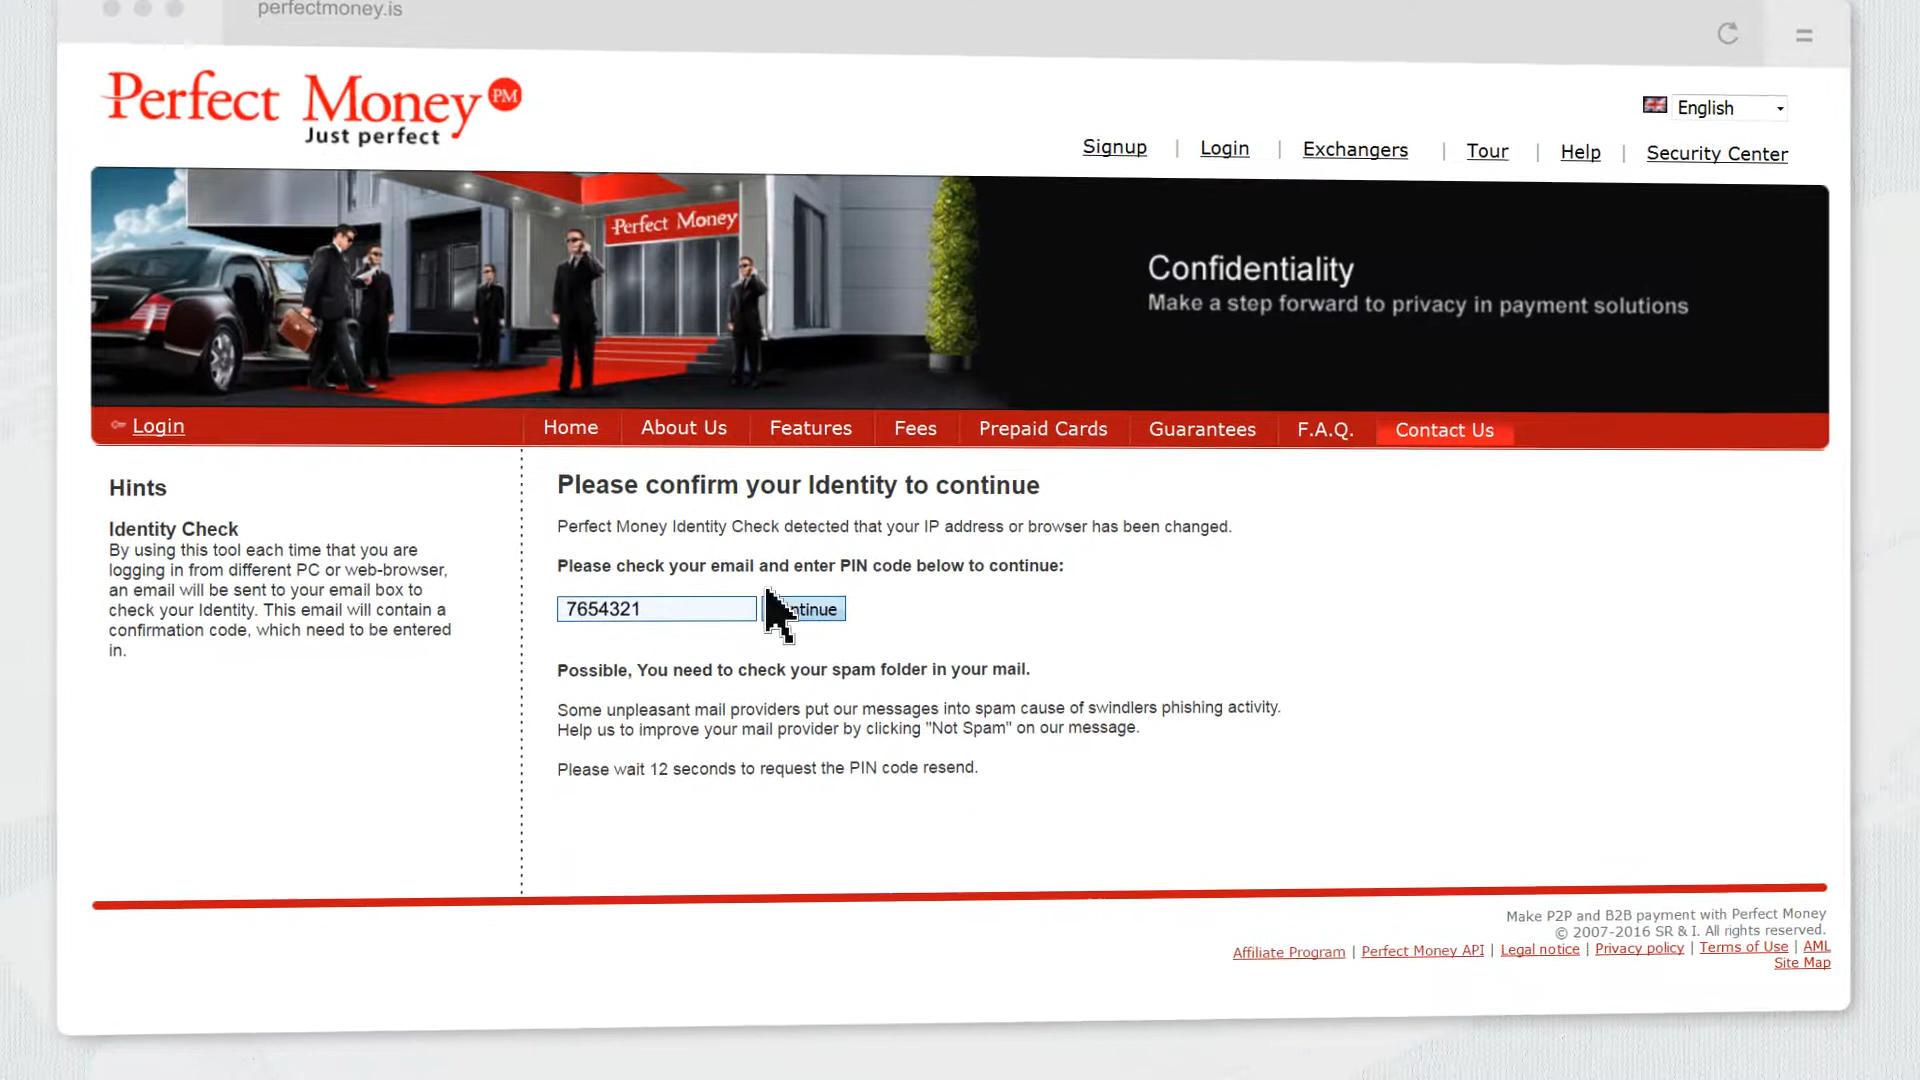 perfectmoney.is
Perfect Money PM
Just perfect
English
Signup | Login | Exchangers | Tour | Help | Security Center
Perfect Money
Confidentiality
Make a step forward to privacy in payment solutions
Login
Home About Us Features Fees Prepaid Cards Guarantees F.A.Q. Contact Us
Hints
Identity Check
By using this tool each time that you are
logging in from different PC or web-browser,
an email will be sent to your email box to
check your Identity. This email will contain a
confirmation code, which need to be entered
in.
Please confirm your Identity to continue
Perfect Money Identity Check detected that your IP address or browser has been changed.
Please check your email and enter PIN code below to continue:
7654321 ntinue
Possible, You need to check your spam folder in your mail.
Some unpleasant mail providers put our messages into spam cause of swindlers phishing activity.
Help us to improve your mail provider by clicking "Not Spam" on our message.
Please wait 12 seconds to request the PIN code resend.
Make P2P and B2B payment with Perfect Money
© 2007-2016 SR & I. All rights reserved.
Affiliate Program | Perfect Money API | Legal notice | Privacy policy | Terms of Use | AML
Site Map